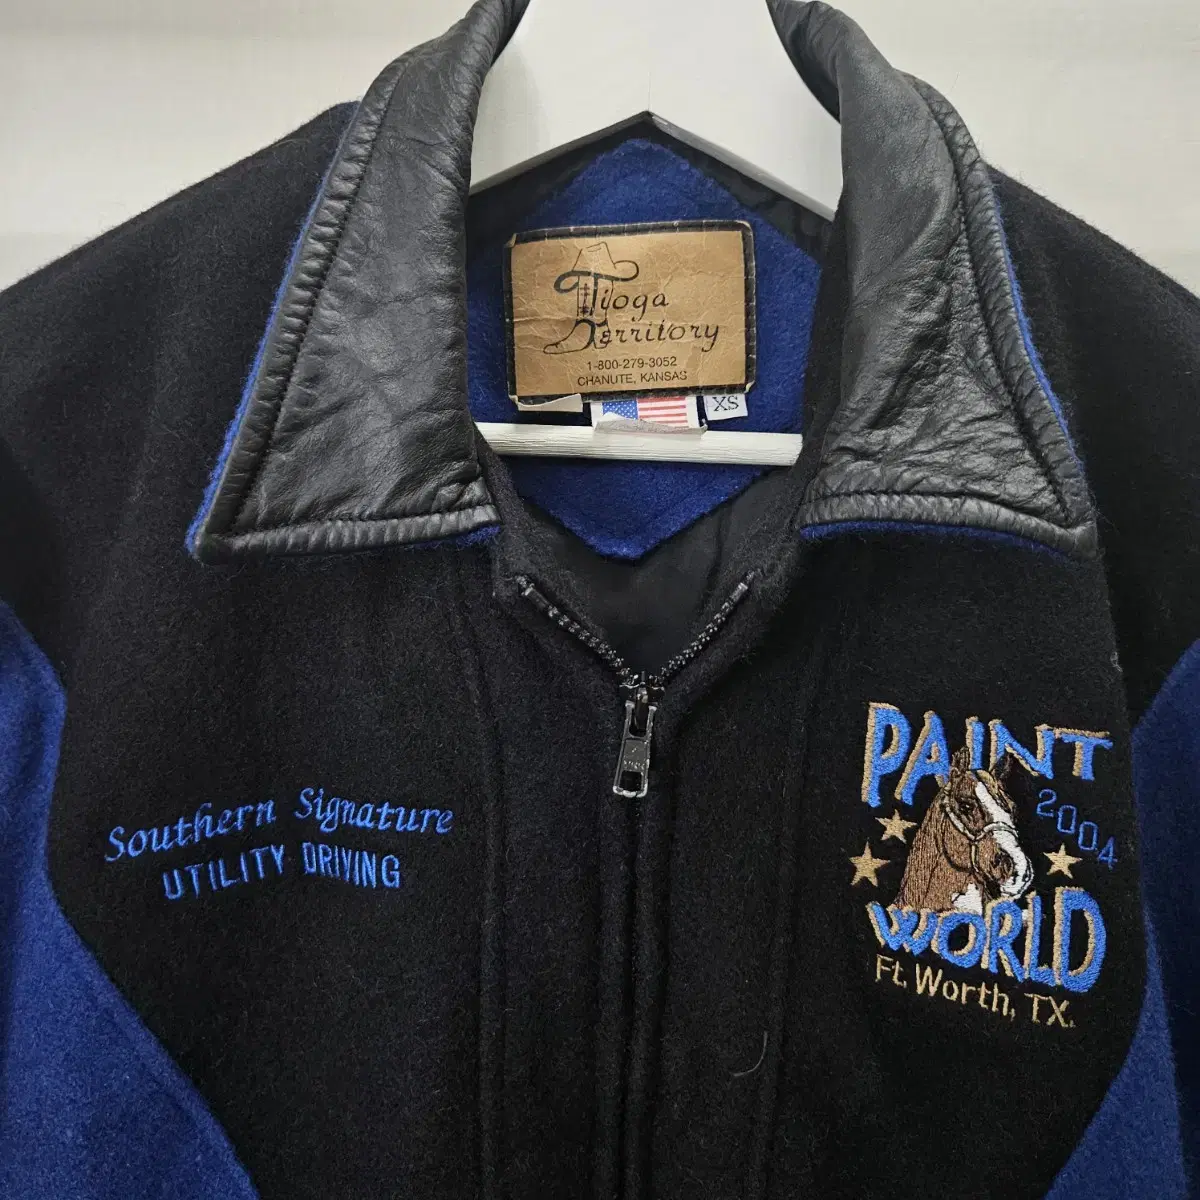 Tioga
Territory
1-800-279-3052
CHANUTE, KANSAS
XS
Southern Signature
UTILITY DRIVING
PAINT
2004
WORLD
Ft. Worth, TX.